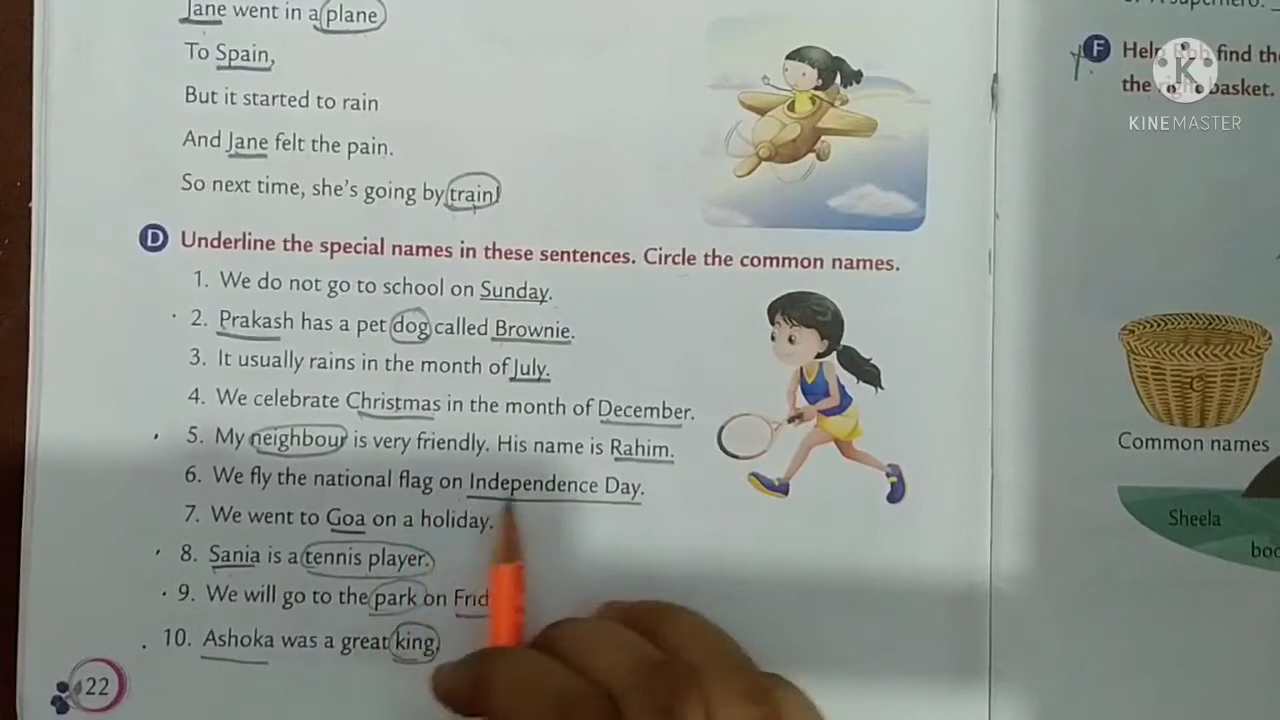 Jane went in a plane
To Spain,
But it started to rain
And Jane felt the pain.
So next time, she's going by train!
D Underline the special names in these sentences. Circle the common names.
1. We do not go to school on Sunday.
2. Prakash has a pet dog called Brownie.
3. It usually rains in the month of July.
4. We celebrate Christmas in the month of December.
5. My neighbour is very friendly. His name is Rahim.
6. We fly the national flag on Independence Day.
7. We went to Goa on a holiday.
8. Sania is a tennis player.
9. We will go to the park on
10. Ashoka was a great king.
22
superhero.
F Help find
the right basket.
K
KINEMASTER
Common names
Sheela